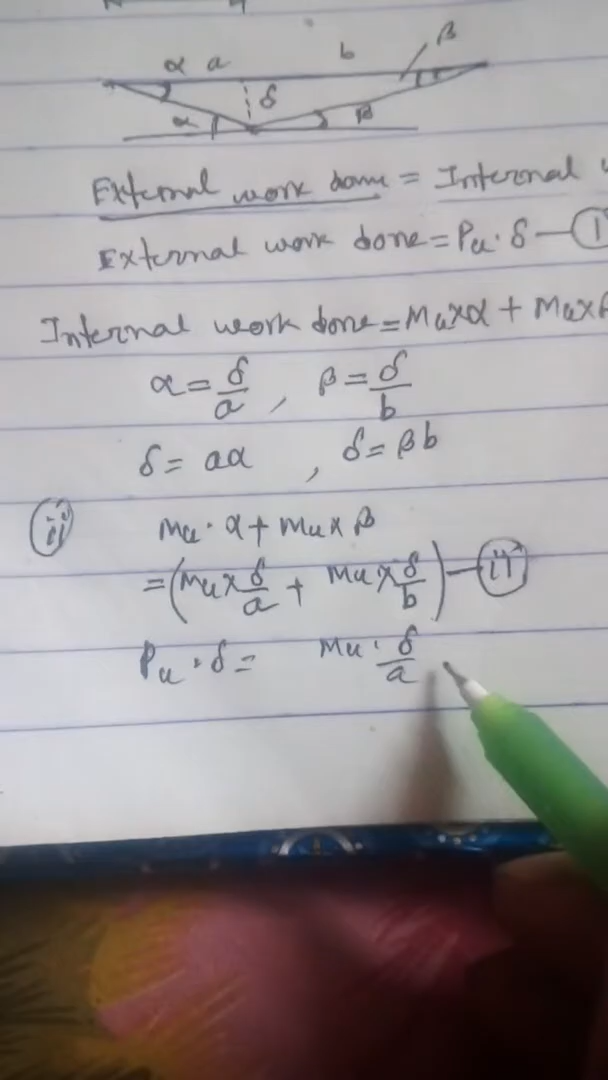 α a b β
δ
α β
External work done = Internal
External work done = Pu · δ — (1
Internal work done = Mu×α + Mu×β
α = δ/a , β = δ/b
δ = aα , δ = βb
(ii) Mu · α + Mu × β
= (Mu × δ/a + Mu × δ/b) — (ii)
Pu · δ = Mu · δ/a